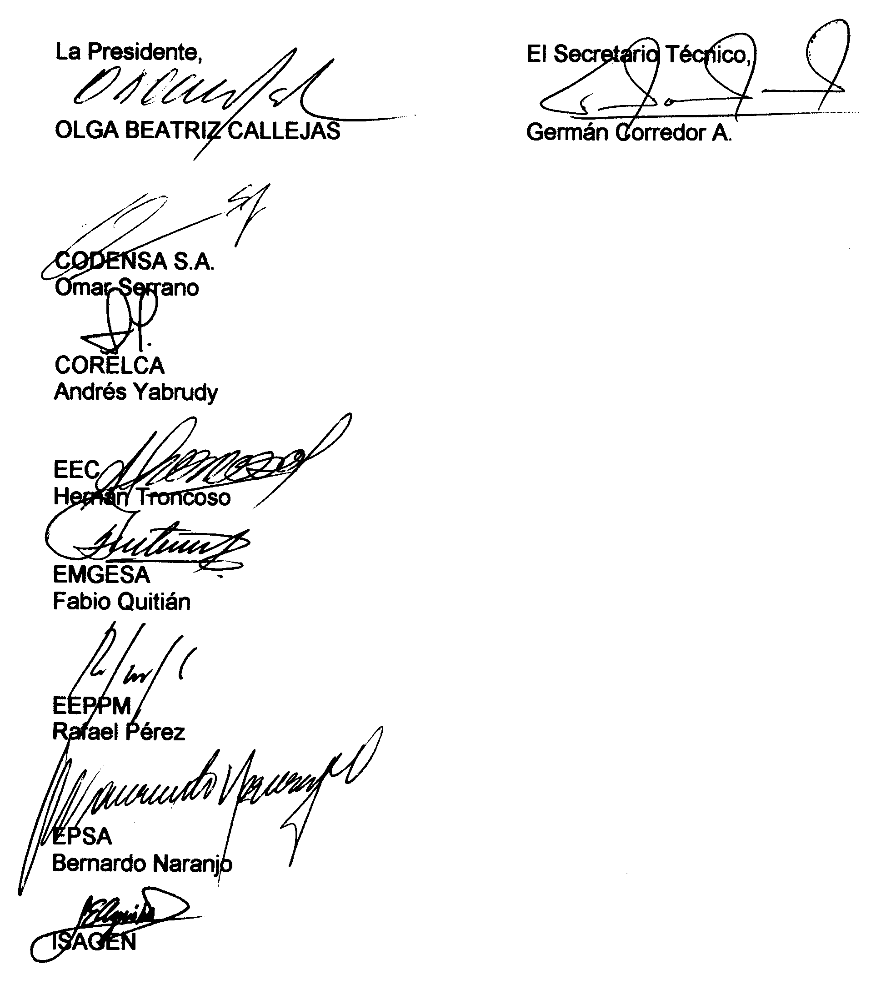 La Presidente,
El Secretario Técnico,
OLGA BEATRIZ CALLEJAS
Germán Corredor A.
CODENSA S.A.
Omar Serrano
CORELCA
Andrés Yabrudy
EEC
Hernán Troncoso
EMGESA
Fabio Quitián
EEPPM
Rafael Pérez
EPSA
Bernardo Naranjo
ISAGEN